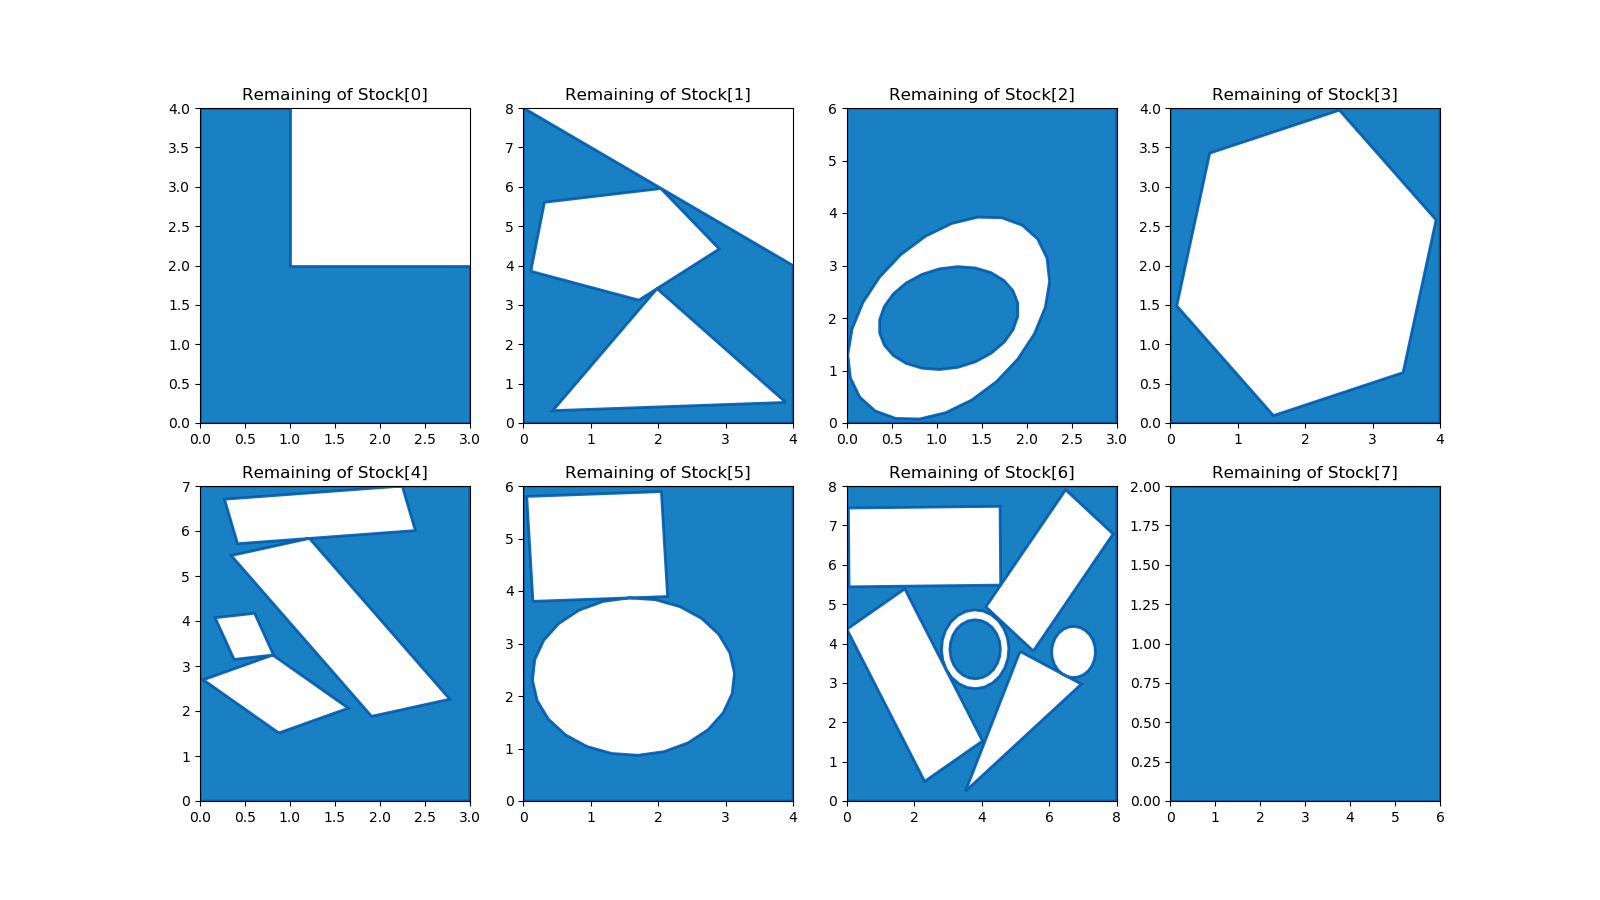 Remaining of Stock[0] Remaining of Stock[1] Remaining of Stock[2] Remaining of Stock[3]
4.0 8 6 4.0
3.5 7 3.5
3.0 6 5 3.0
2.5 5 4 2.5
2.0 4 3 2.0
1.5 3 2 1.5
1.0 2 1.0
0.5 1 1 0.5
0.0 0 0 0.0
0.0 0.5 1.0 1.5 2.0 2.5 3.0 0 1 2 3 4 0.0 0.5 1.0 1.5 2.0 2.5 3.0 0 1 2 3 4
Remaining of Stock[4] Remaining of Stock[5] Remaining of Stock[6] Remaining of Stock[7]
7 6 8 2.00
6 5 7 1.75
5 4 6 1.50
4 3 5 1.25
3 2 4 1.00
2 1 3 0.75
1 2 0.50
1 0.25
0 0 0 0.00
0.0 0.5 1.0 1.5 2.0 2.5 3.0 0 1 2 3 4 0 2 4 6 8 0 1 2 3 4 5 6